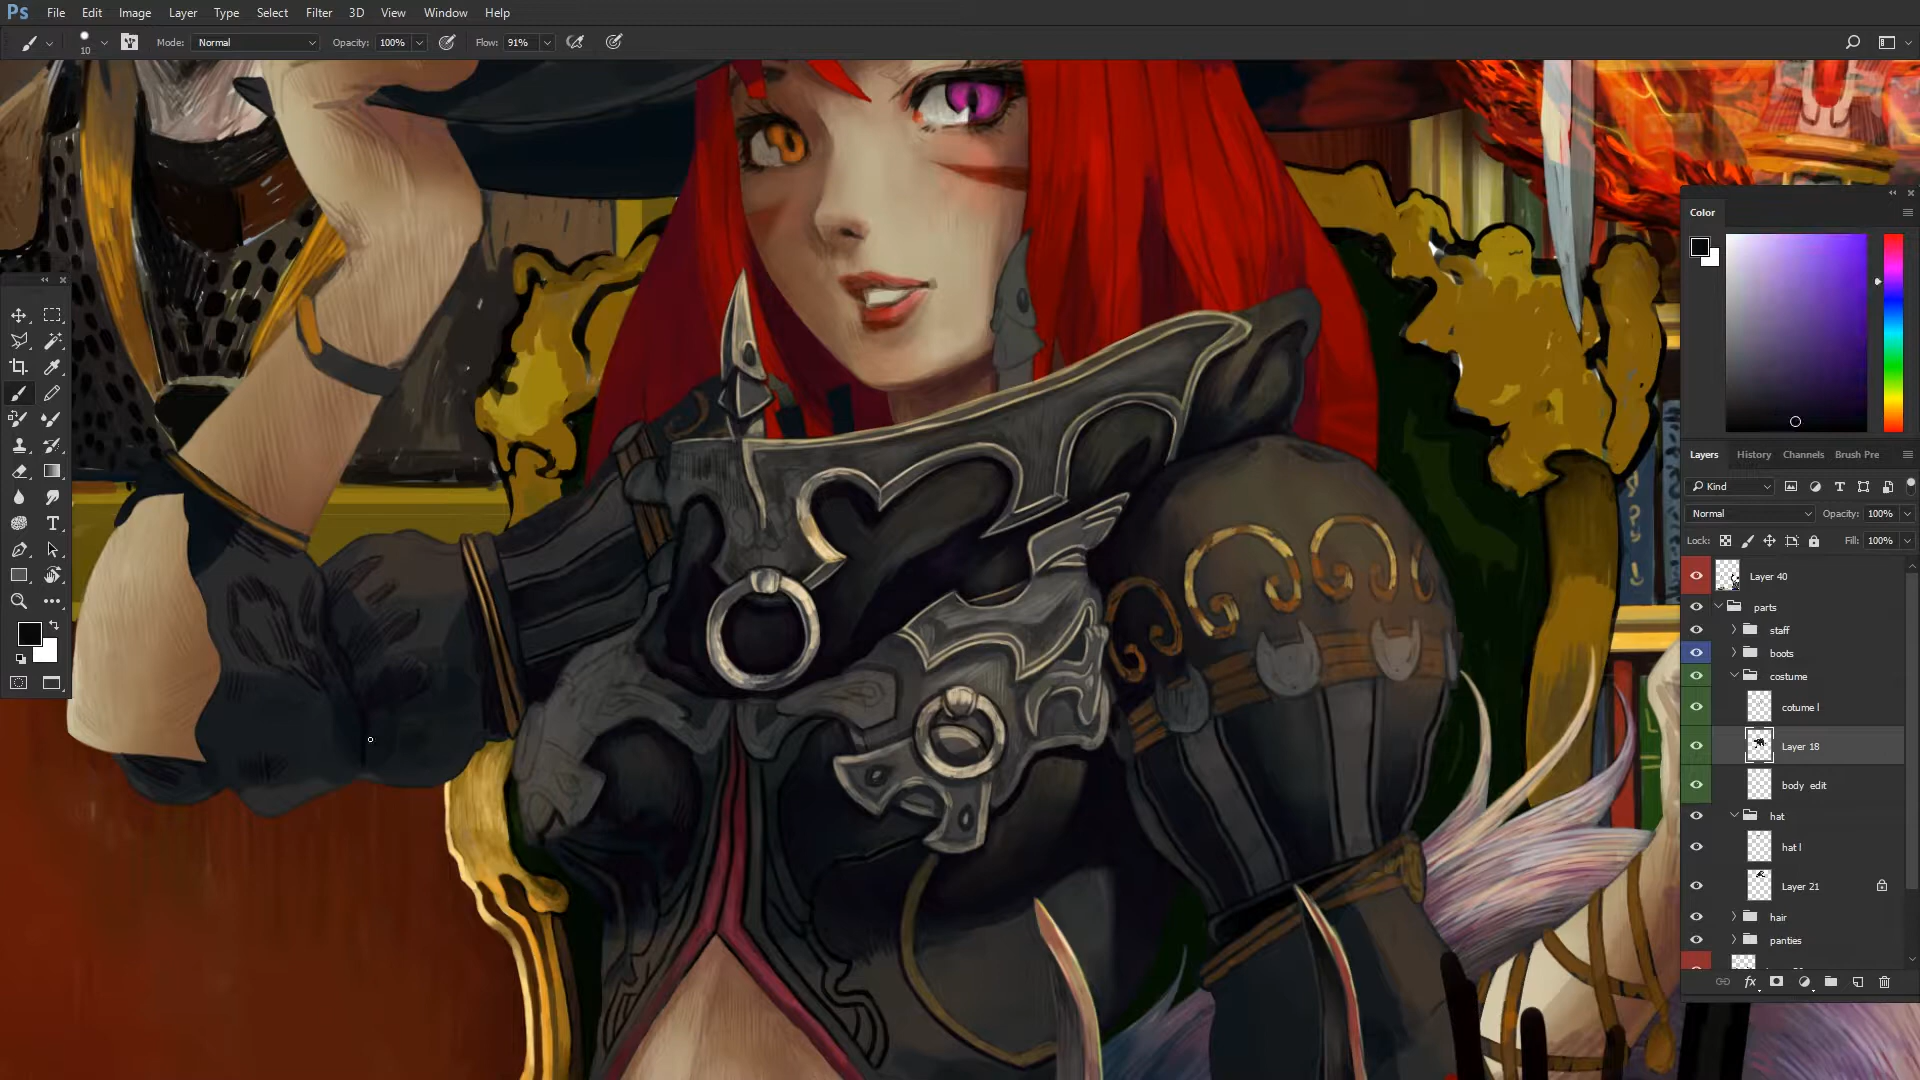 Ps File Edit Image Layer Type Select Filter 3D View Window Help
10 Mode: Normal Opacity: 100% Flow: 91%
Color
Layers History Channels Brush Pre
Kind
Normal Opacity: 100%
Lock: Fill: 100%
Layer 40
parts
staff
boots
costume
cotume l
Layer 18
body edit
hat
hat l
Layer 21
hair
panties
fx